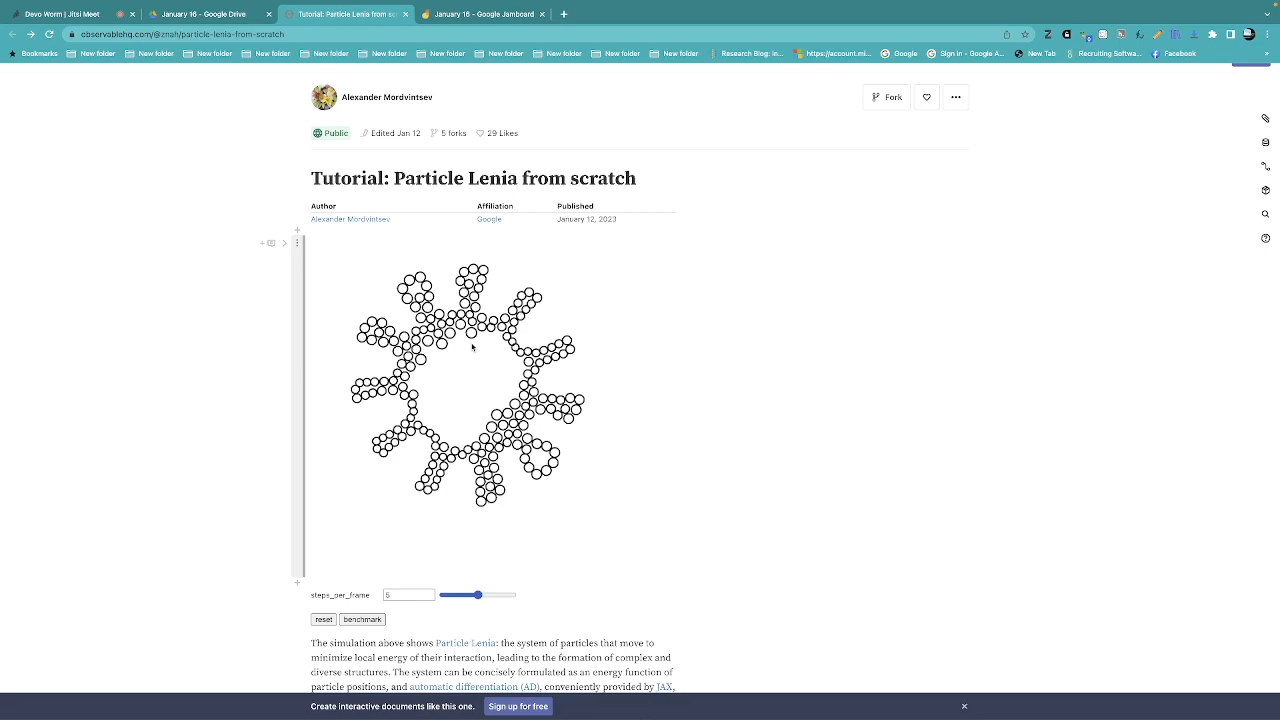 Devo Worm | Jitsi Meet
January 16 - Google Drive
Tutorial: Particle Lenia from sc
January 16 - Google Jamboard
observablehq.com/@znah/particle-lenia-from-scratch
Bookmarks New folder New folder New folder New folder New folder New folder New folder New folder New folder New folder New folder Research Blog: In... https://account.mi... Google Sign in - Google A... New Tab Recruiting Softwa... Facebook
Alexander Mordvintsev
Fork
Public Edited Jan 12 5 forks 29 Likes
Tutorial: Particle Lenia from scratch
Author Affiliation Published
Alexander Mordvintsev Google January 12, 2023
steps_per_frame 5
reset benchmark
The simulation above shows Particle Lenia: the system of particles that move to
minimize local energy of their interaction, leading to the formation of complex and
diverse structures. The system can be concisely formulated as an energy function of
particle positions, and automatic differentiation (AD), conveniently provided by JAX,
Create interactive documents like this one. Sign up for free